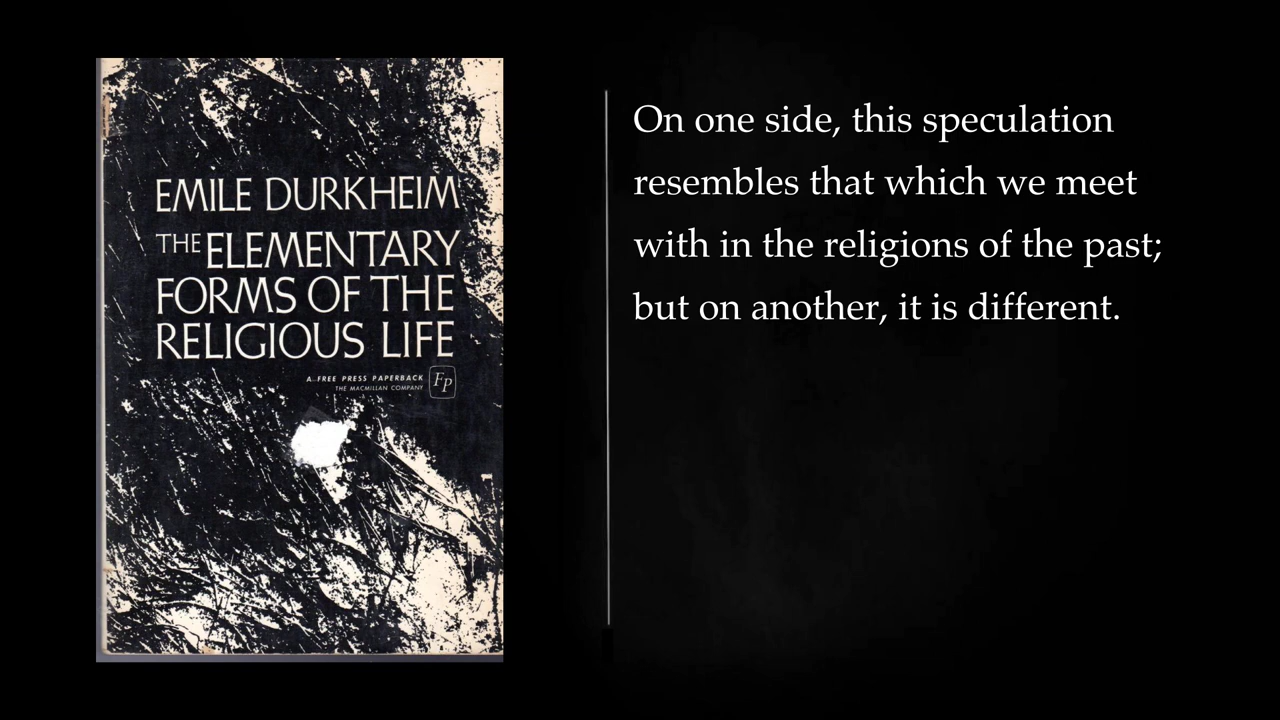 EMILE DURKHEIM
THE ELEMENTARY
FORMS OF THE
RELIGIOUS LIFE
A FREE PRESS PAPERBACK
THE MACMILLAN COMPANY
FP
On one side, this speculation
resembles that which we meet
with in the religions of the past;
but on another, it is different.